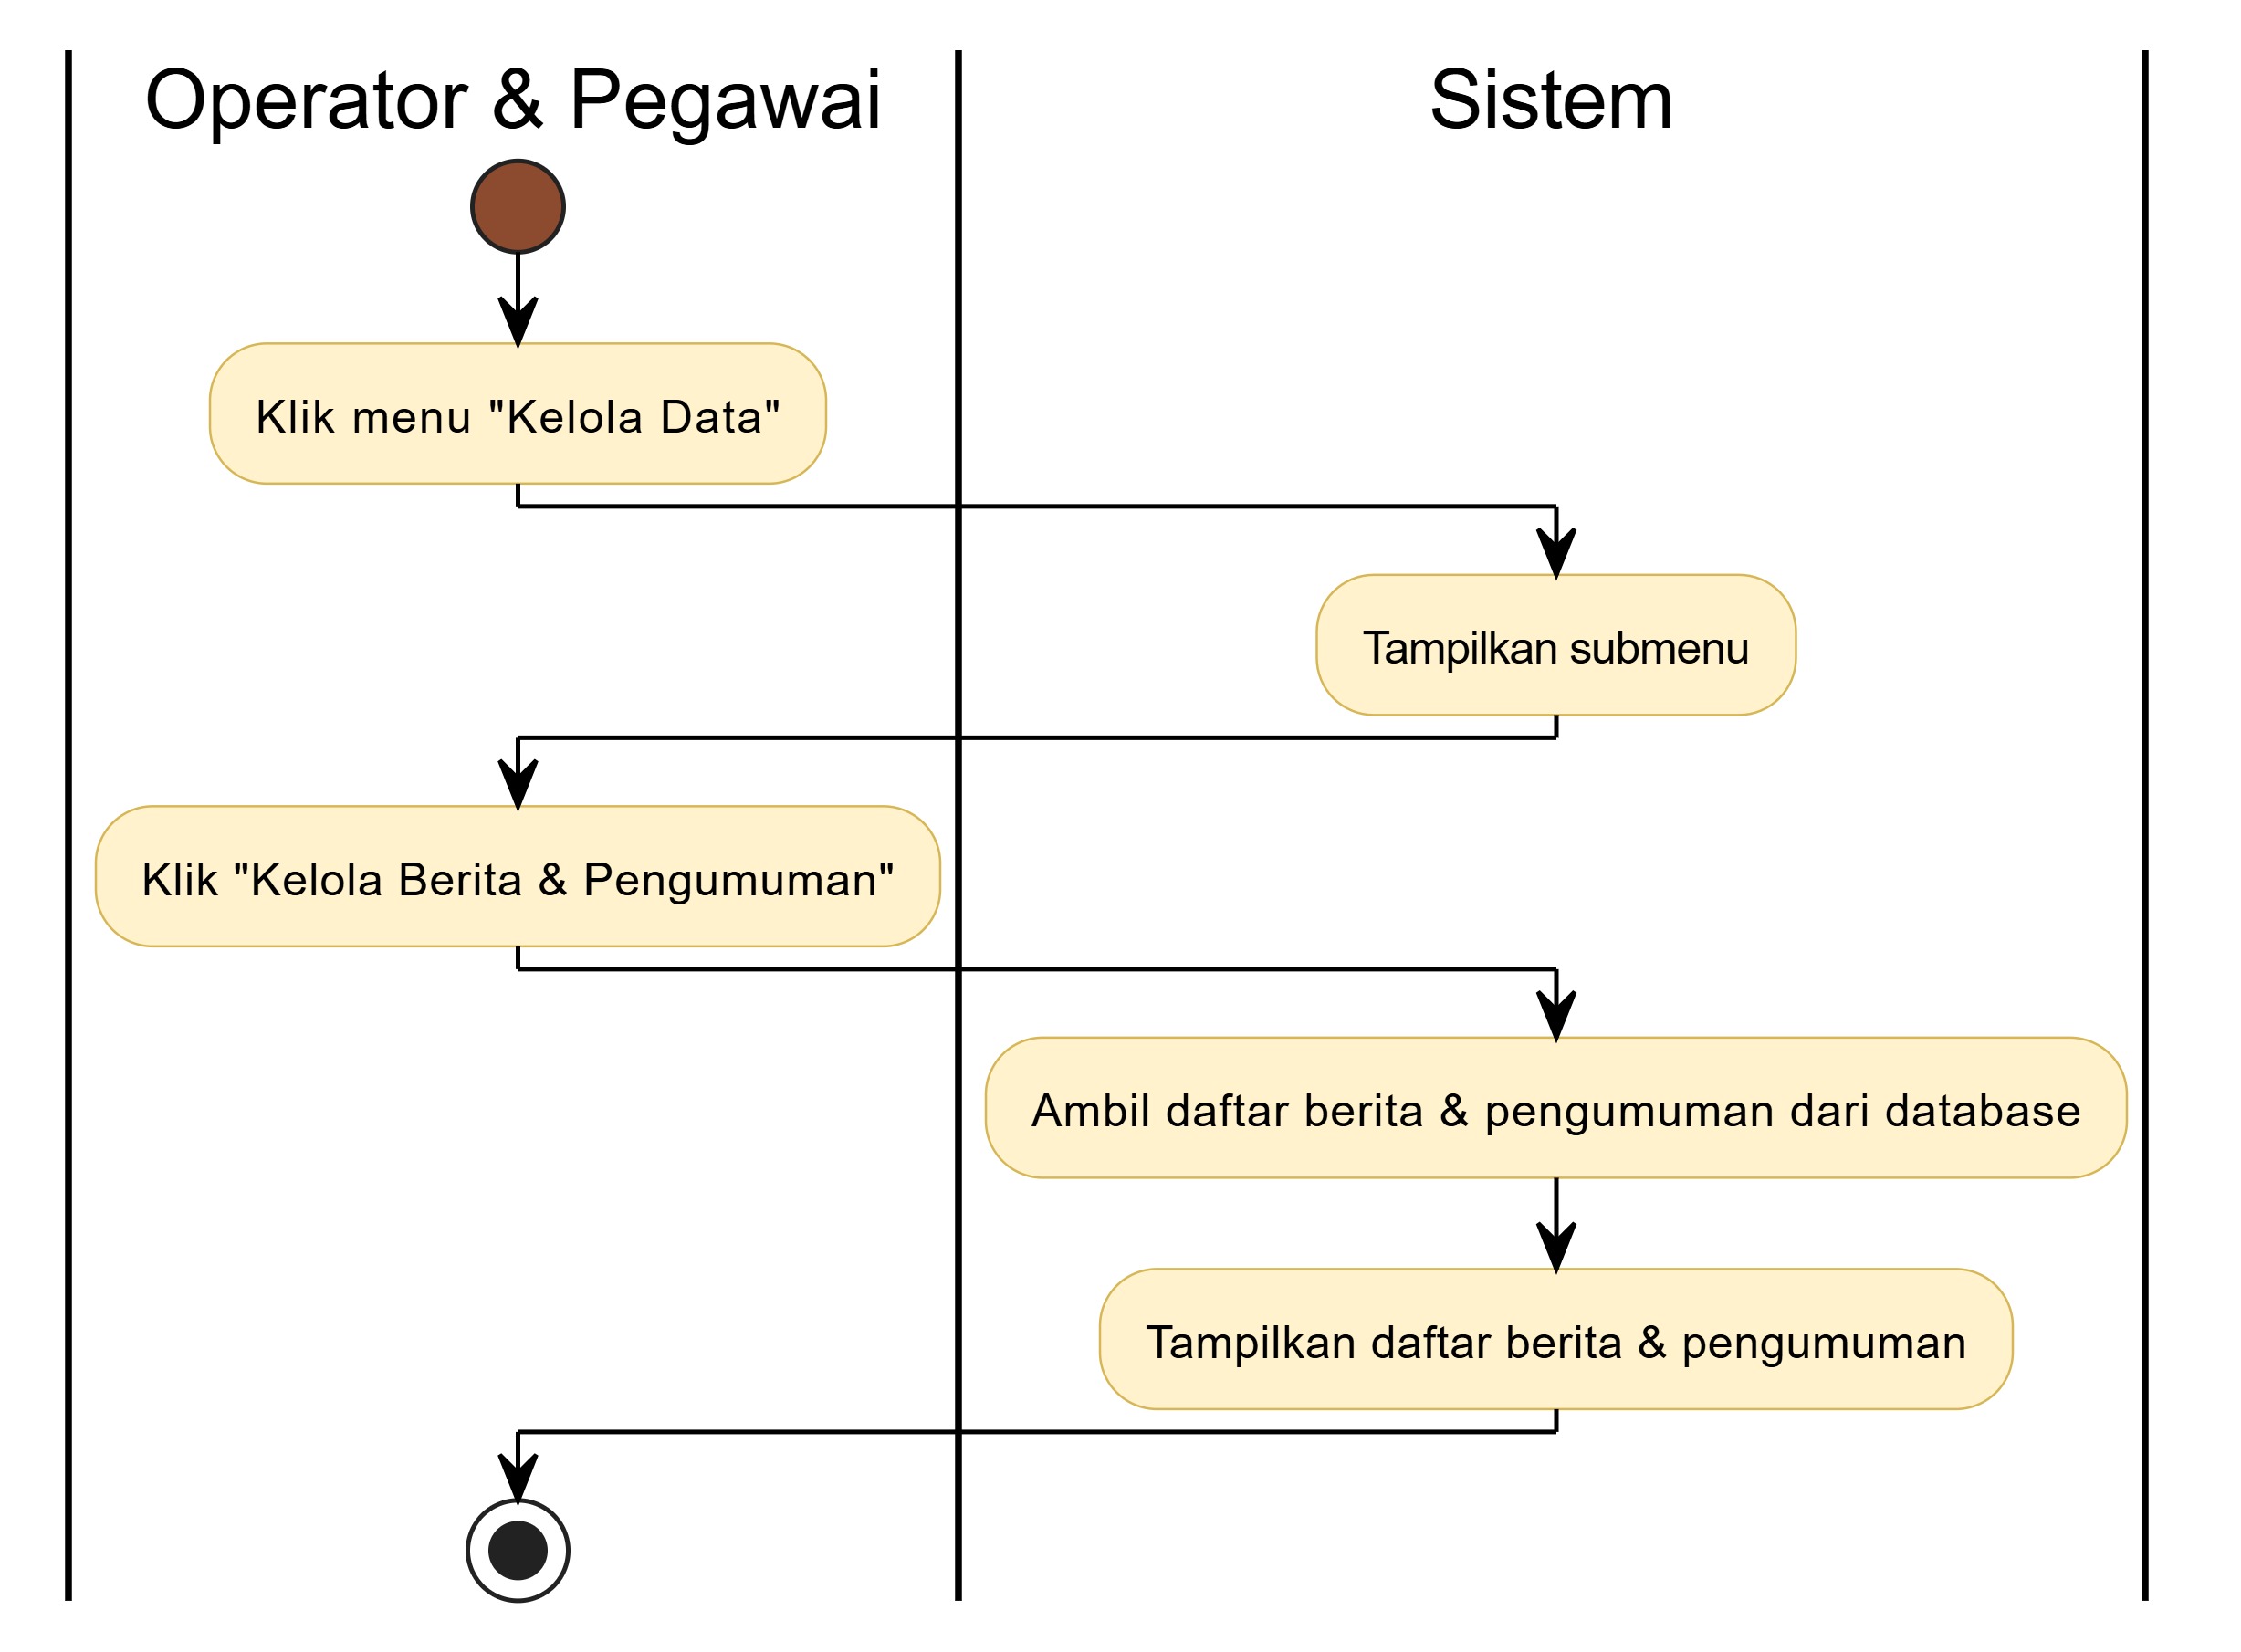 Operator & Pegawai
Sistem
Klik menu "Kelola Data"
Tampilkan submenu
Klik "Kelola Berita & Pengumuman"
Ambil daftar berita & pengumuman dari database
Tampilkan daftar berita & pengumuman